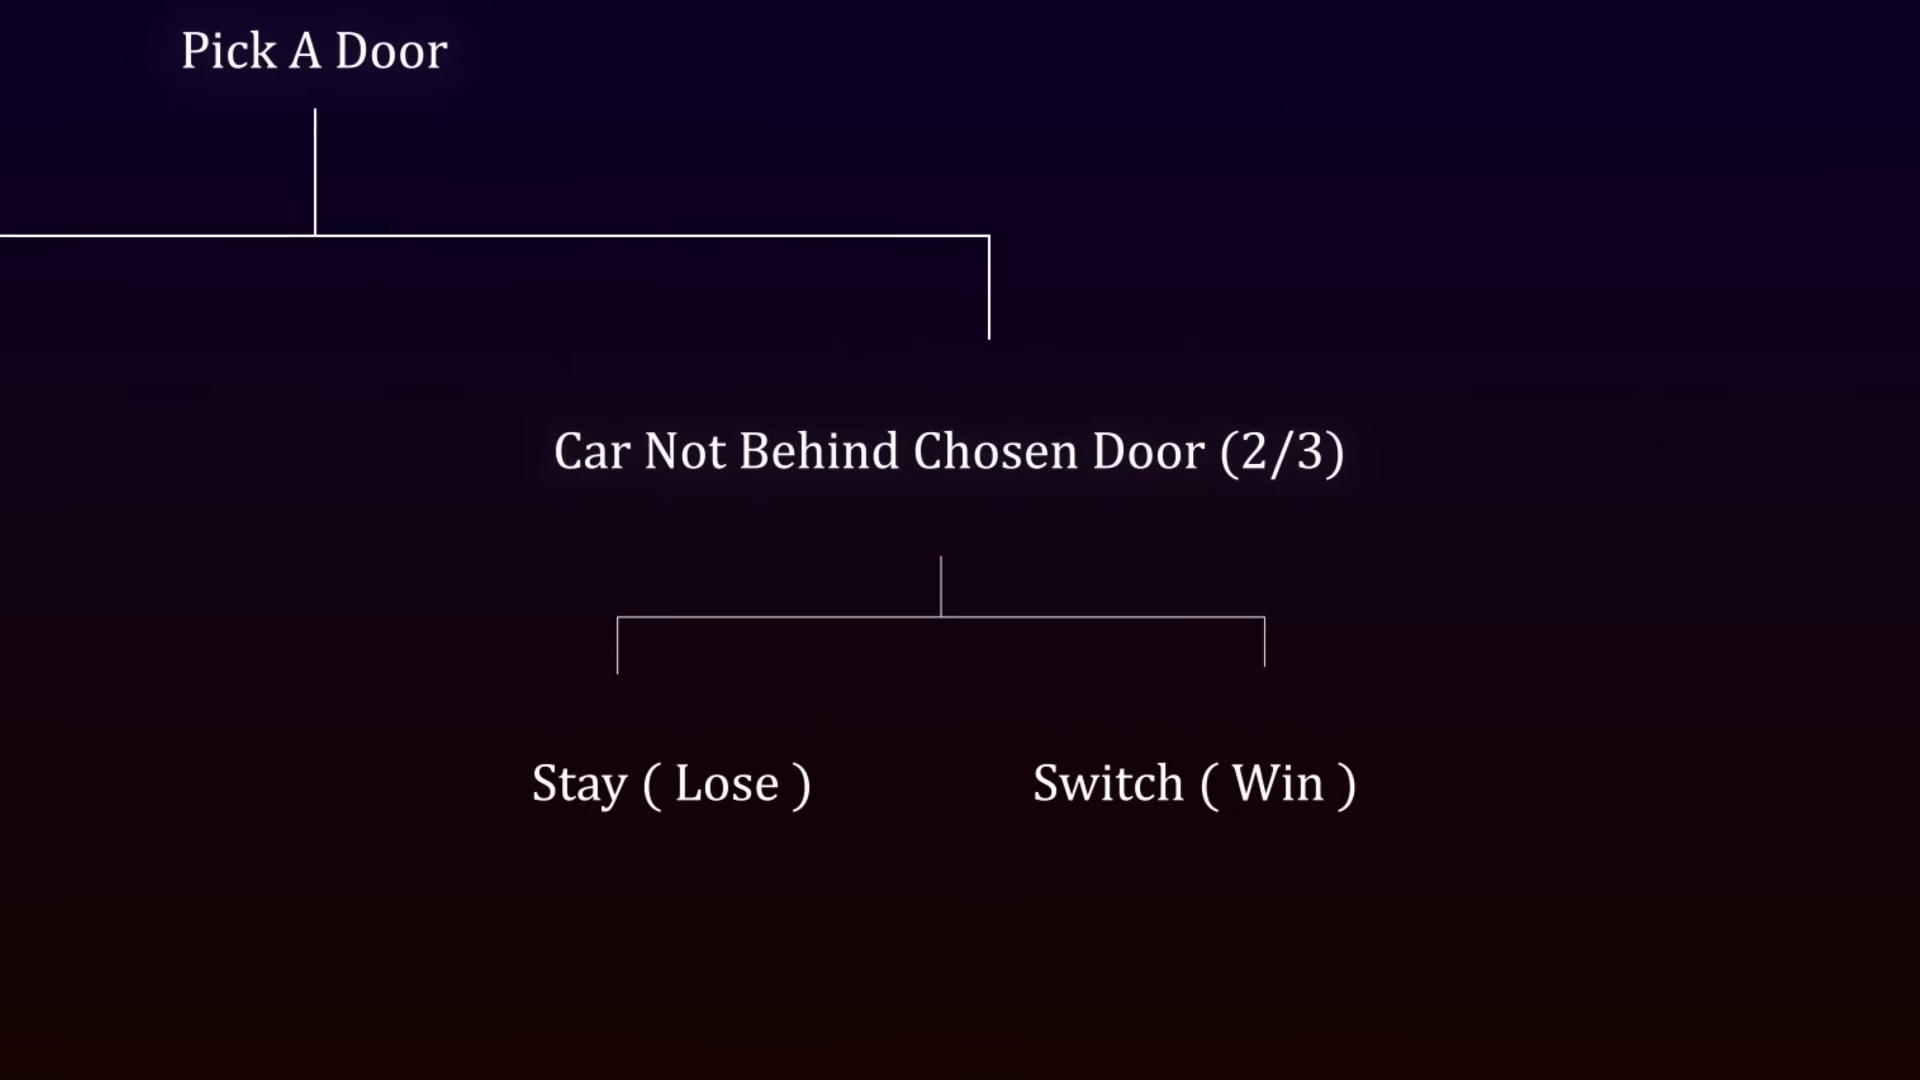 Pick A Door
Car Not Behind Chosen Door (2/3)
Stay ( Lose )
Switch ( Win )